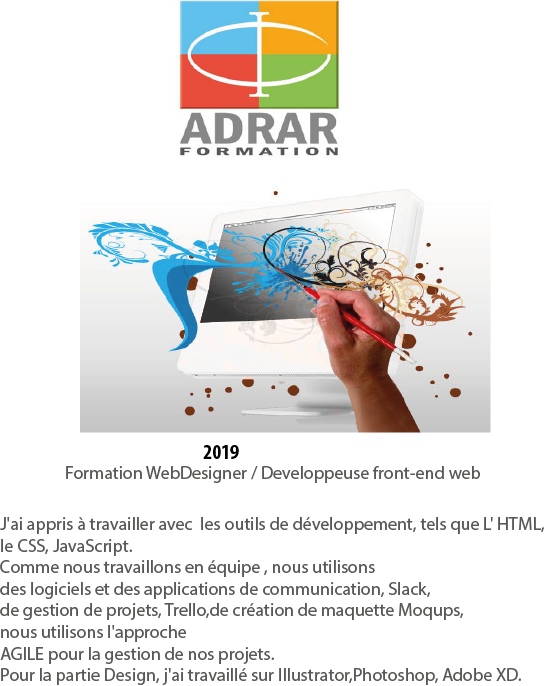 ADRAR
FORMATION
2019
Formation WebDesigner / Developpeuse front-end web
J'ai appris à travailler avec les outils de développement, tels que L' HTML,
le CSS, JavaScript.
Comme nous travaillons en équipe , nous utilisons
des logiciels et des applications de communication, Slack,
de gestion de projets, Trello,de création de maquette Moqups,
nous utilisons l'approche
AGILE pour la gestion de nos projets.
Pour la partie Design, j'ai travaillé sur Illustrator,Photoshop, Adobe XD.